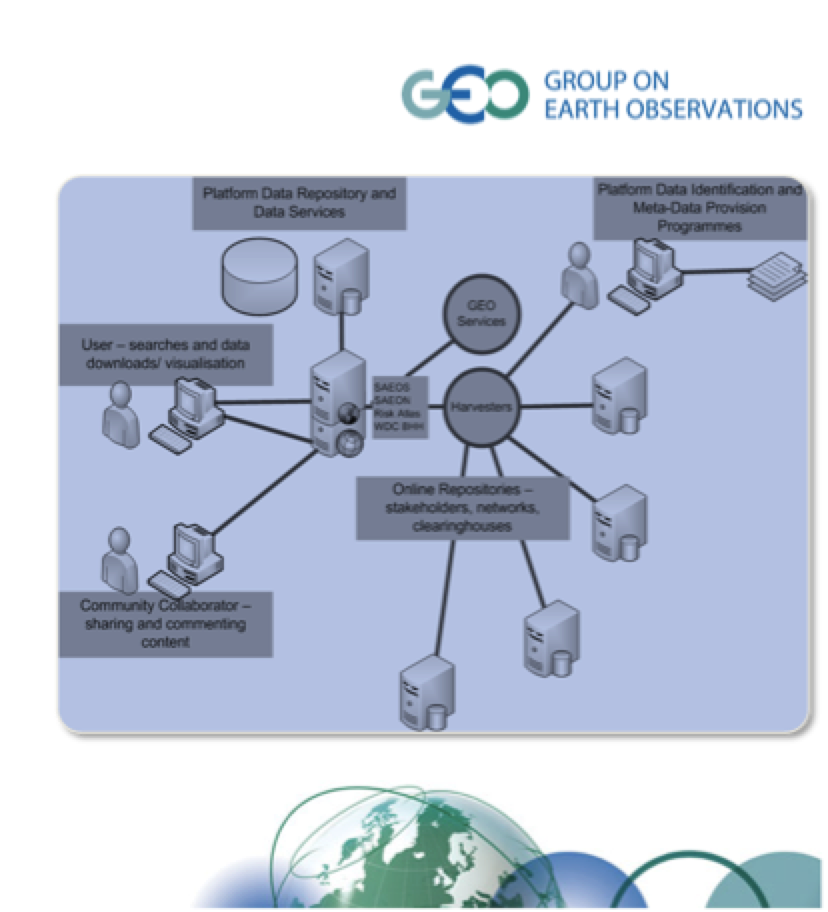 GEO
GROUP ON
EARTH OBSERVATIONS
Platform Data Repository and
Data Services
Platform Data Identification and
Meta-Data Provision
Programmes
GEO
Services
User – searches and data
downloads/ visualisation
SAEOS
SAEON
Risk Atlas
WDC BHH
Harvesters
Online Repositories –
stakeholders, networks,
clearinghouses
Community Collaborator –
sharing and commenting
content